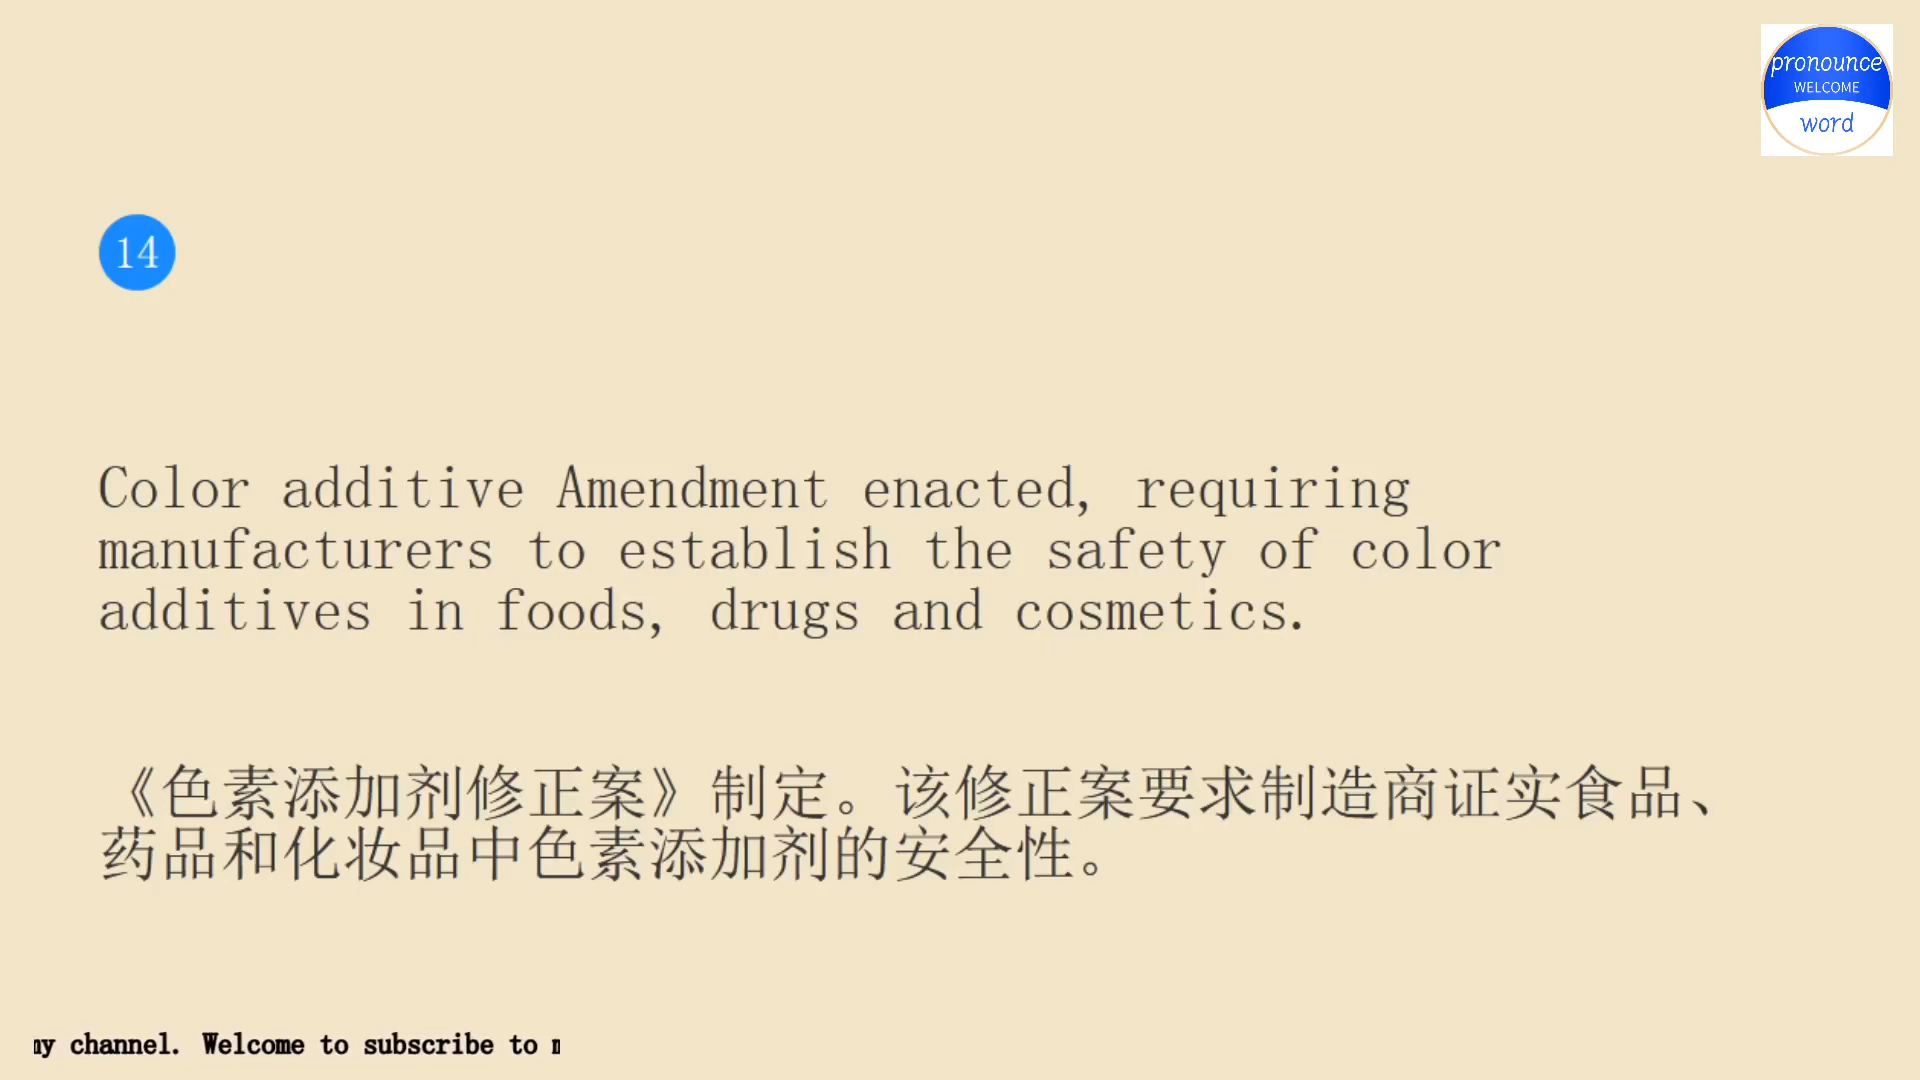 pronounce
WELCOME
word
14
Color additive Amendment enacted, requiring
manufacturers to establish the safety of color
additives in foods, drugs and cosmetics.
《色素添加剂修正案》制定。该修正案要求制造商证实食品、
药品和化妆品中色素添加剂的安全性。
my channel. Welcome to subscribe to